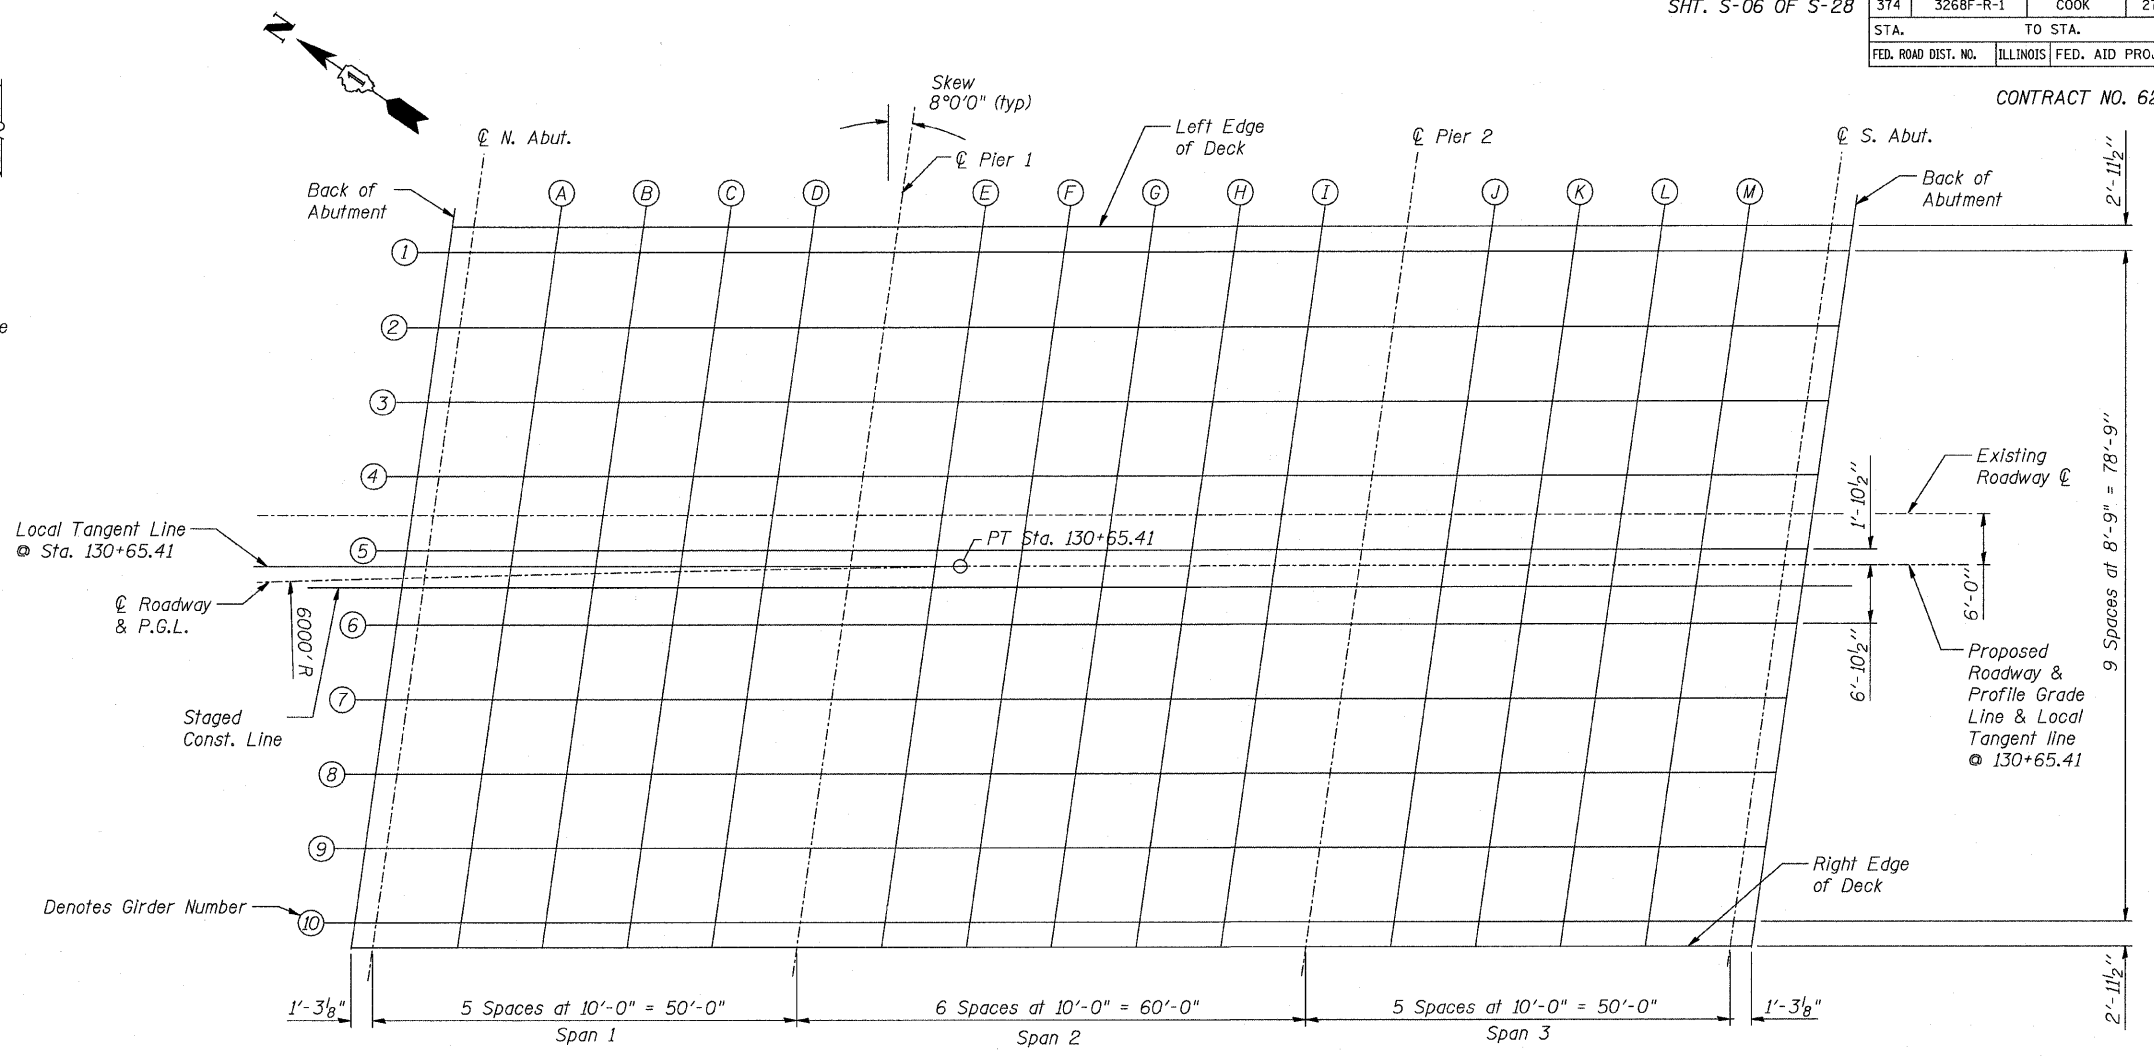 SHT. S-06 OF S-28
374 3268F-R-1 COOK
STA. TO STA.
FED. ROAD DIST. NO. ILLINOIS FED. AID
CONTRACT NO.
N
1
Skew
8°0'0" (typ)
℄ N. Abut.
℄ Pier 1
Left Edge
of Deck
℄ Pier 2
℄ S. Abut.
Back of
Abutment
A B C D E F G H I J K L M
Back of
Abutment
2'-11½"
1
2
3
4
5
6
7
8
9
10
9 Spaces at 8'-9" = 78'-9"
Existing
Roadway ℄
1'-10½"
6'-0"
6'-10½"
Local Tangent Line
@ Sta. 130+65.41
PT Sta. 130+65.41
℄ Roadway
& P.G.L.
6000' R
Staged
Const. Line
Proposed
Roadway &
Profile Grade
Line & Local
Tangent line
@ 130+65.41
Right Edge
of Deck
Denotes Girder Number
2'-11½"
1'-3⅛" 5 Spaces at 10'-0" = 50'-0" 6 Spaces at 10'-0" = 60'-0" 5 Spaces at 10'-0" = 50'-0" 1'-3⅛"
Span 1 Span 2 Span 3